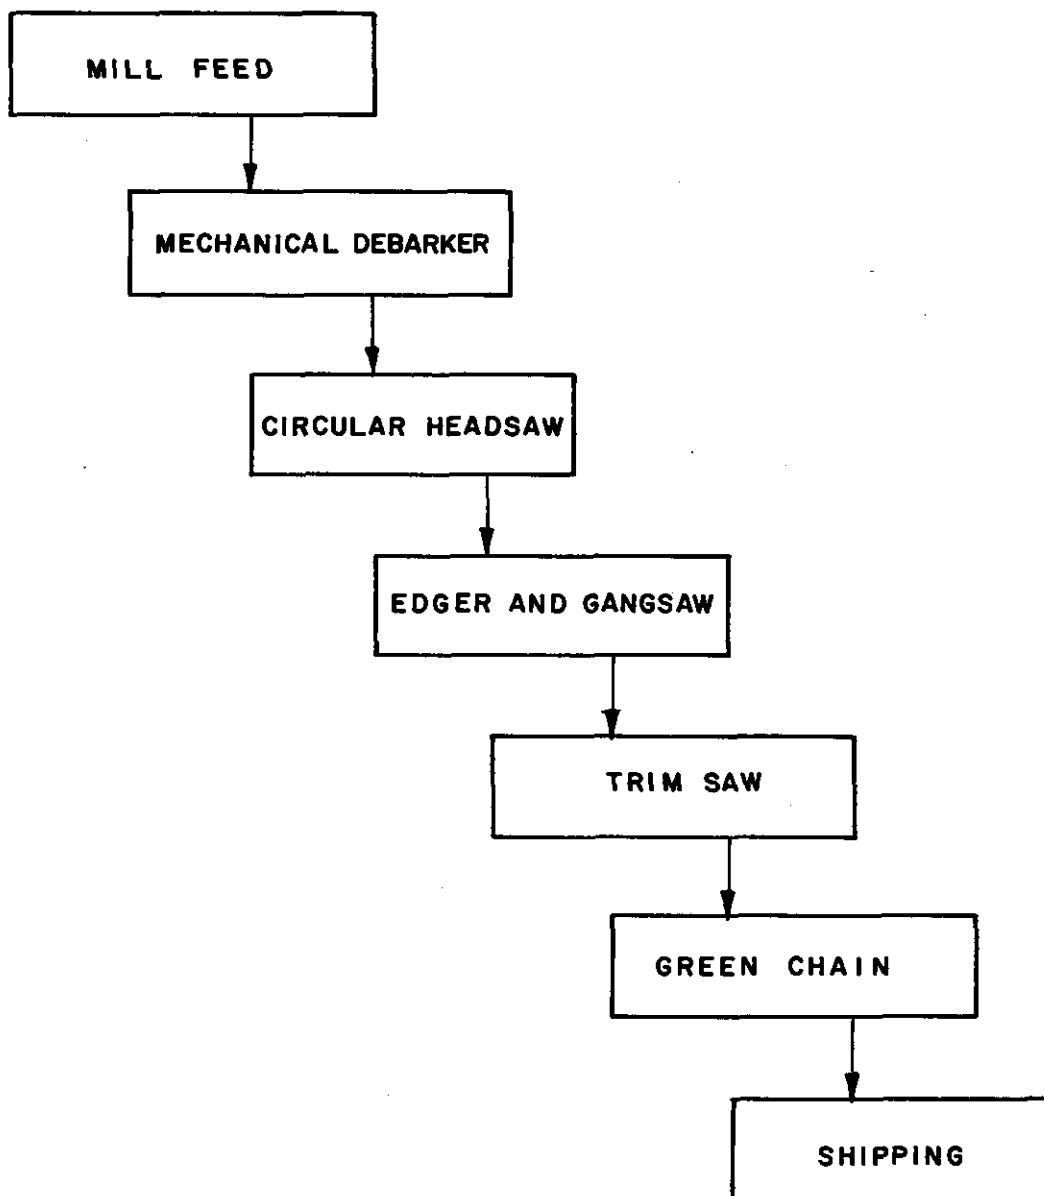 MILL FEED
MECHANICAL DEBARKER
CIRCULAR HEADSAW
EDGER AND GANGSAW
TRIM SAW
GREEN CHAIN
SHIPPING